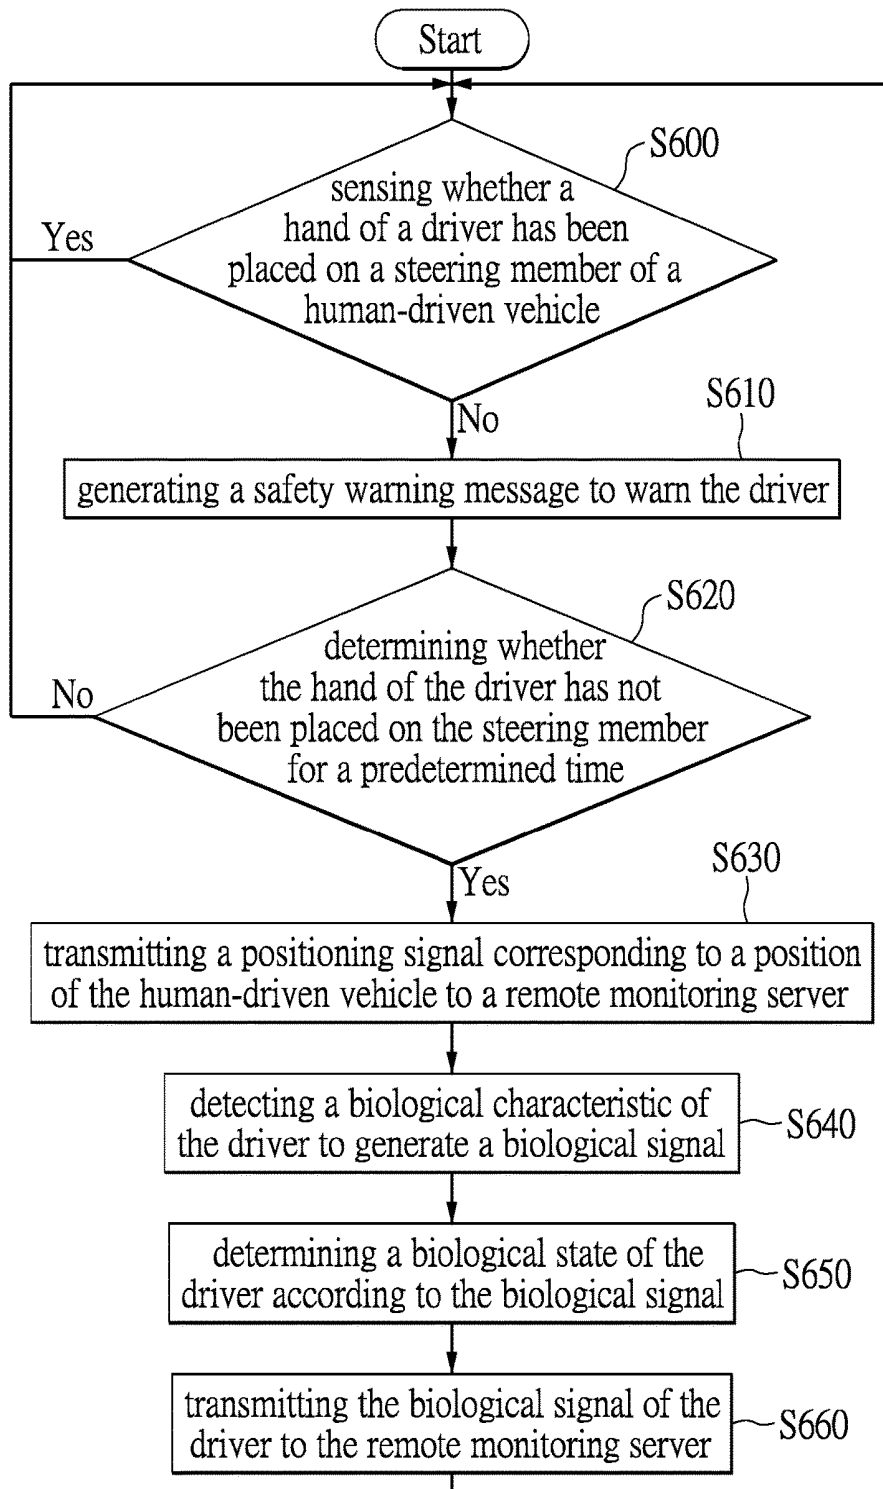 Start
S600
sensing whether a
hand of a driver has been
placed on a steering member of a
human-driven vehicle
Yes
No
S610
generating a safety warning message to warn the driver
S620
determining whether
the hand of the driver has not
been placed on the steering member
for a predetermined time
No
Yes
S630
transmitting a positioning signal corresponding to a position
of the human-driven vehicle to a remote monitoring server
detecting a biological characteristic of
the driver to generate a biological signal
S640
determining a biological state of the
driver according to the biological signal
S650
transmitting the biological signal of the
driver to the remote monitoring server
S660